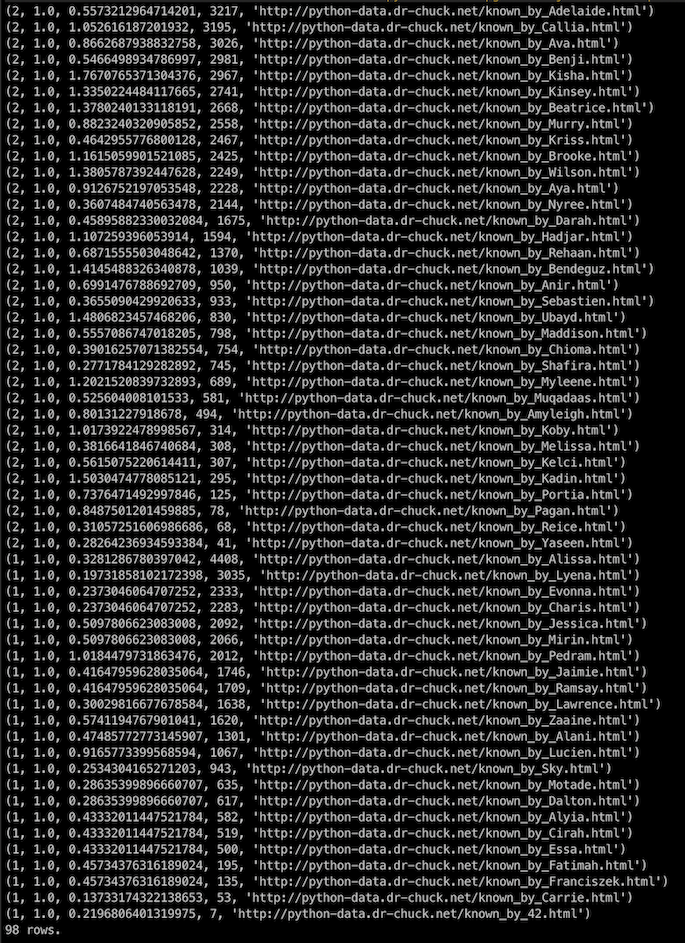 (2, 1.0, 0.5573212964714201, 3217, 'http://python-data.dr-chuck.net/known_by_Adelaide.html')
(2, 1.0, 1.052616187201932, 3195, 'http://python-data.dr-chuck.net/known_by_Callia.html')
(2, 1.0, 0.8662687938832758, 3026, 'http://python-data.dr-chuck.net/known_by_Ava.html')
(2, 1.0, 0.5466498934786997, 2981, 'http://python-data.dr-chuck.net/known_by_Benji.html')
(2, 1.0, 1.7670765371304376, 2967, 'http://python-data.dr-chuck.net/known_by_Kisha.html')
(2, 1.0, 1.3350224484117665, 2741, 'http://python-data.dr-chuck.net/known_by_Kinsey.html')
(2, 1.0, 1.3780240133118191, 2668, 'http://python-data.dr-chuck.net/known_by_Beatrice.html')
(2, 1.0, 0.8823240320905852, 2558, 'http://python-data.dr-chuck.net/known_by_Murry.html')
(2, 1.0, 0.4642955776800128, 2467, 'http://python-data.dr-chuck.net/known_by_Kriss.html')
(2, 1.0, 1.1615059901521085, 2425, 'http://python-data.dr-chuck.net/known_by_Brooke.html')
(2, 1.0, 1.3805787392447628, 2249, 'http://python-data.dr-chuck.net/known_by_Wilson.html')
(2, 1.0, 0.9126752197053548, 2228, 'http://python-data.dr-chuck.net/known_by_Aya.html')
(2, 1.0, 0.3607484740563478, 2144, 'http://python-data.dr-chuck.net/known_by_Nyree.html')
(2, 1.0, 0.45895882330032084, 1675, 'http://python-data.dr-chuck.net/known_by_Darah.html')
(2, 1.0, 1.107259396053914, 1594, 'http://python-data.dr-chuck.net/known_by_Hadjar.html')
(2, 1.0, 0.6871555503048642, 1370, 'http://python-data.dr-chuck.net/known_by_Rehaan.html')
(2, 1.0, 1.4145488326340878, 1039, 'http://python-data.dr-chuck.net/known_by_Bendeguz.html')
(2, 1.0, 0.6991476788692709, 950, 'http://python-data.dr-chuck.net/known_by_Anir.html')
(2, 1.0, 0.3655090429920633, 933, 'http://python-data.dr-chuck.net/known_by_Sebastien.html')
(2, 1.0, 1.4806823457468206, 830, 'http://python-data.dr-chuck.net/known_by_Ubayd.html')
(2, 1.0, 0.5557086747018205, 798, 'http://python-data.dr-chuck.net/known_by_Maddison.html')
(2, 1.0, 0.39016257071382554, 754, 'http://python-data.dr-chuck.net/known_by_Chioma.html')
(2, 1.0, 0.2771784129282892, 745, 'http://python-data.dr-chuck.net/known_by_Shafira.html')
(2, 1.0, 1.2021520839732893, 689, 'http://python-data.dr-chuck.net/known_by_Myleene.html')
(2, 1.0, 0.525604008101533, 581, 'http://python-data.dr-chuck.net/known_by_Muqadaas.html')
(2, 1.0, 0.80131227918678, 494, 'http://python-data.dr-chuck.net/known_by_Amyleigh.html')
(2, 1.0, 1.0173922478998567, 314, 'http://python-data.dr-chuck.net/known_by_Koby.html')
(2, 1.0, 0.3816641846740684, 308, 'http://python-data.dr-chuck.net/known_by_Melissa.html')
(2, 1.0, 0.5615075220614411, 307, 'http://python-data.dr-chuck.net/known_by_Kelci.html')
(2, 1.0, 1.5030474778085121, 295, 'http://python-data.dr-chuck.net/known_by_Kadin.html')
(2, 1.0, 0.7376471492997846, 125, 'http://python-data.dr-chuck.net/known_by_Portia.html')
(2, 1.0, 0.8487501201459885, 78, 'http://python-data.dr-chuck.net/known_by_Pagan.html')
(2, 1.0, 0.31057251606986686, 68, 'http://python-data.dr-chuck.net/known_by_Reice.html')
(2, 1.0, 0.28264236934593384, 41, 'http://python-data.dr-chuck.net/known_by_Yaseen.html')
(1, 1.0, 0.3281286780397042, 4408, 'http://python-data.dr-chuck.net/known_by_Alissa.html')
(1, 1.0, 0.19731858102172398, 3035, 'http://python-data.dr-chuck.net/known_by_Lyena.html')
(1, 1.0, 0.2373046064707252, 2333, 'http://python-data.dr-chuck.net/known_by_Evonna.html')
(1, 1.0, 0.2373046064707252, 2283, 'http://python-data.dr-chuck.net/known_by_Charis.html')
(1, 1.0, 0.5097806623083008, 2092, 'http://python-data.dr-chuck.net/known_by_Jessica.html')
(1, 1.0, 0.5097806623083008, 2066, 'http://python-data.dr-chuck.net/known_by_Mirin.html')
(1, 1.0, 1.0184479731863476, 2012, 'http://python-data.dr-chuck.net/known_by_Pedram.html')
(1, 1.0, 0.41647959628035064, 1746, 'http://python-data.dr-chuck.net/known_by_Jaimie.html')
(1, 1.0, 0.41647959628035064, 1709, 'http://python-data.dr-chuck.net/known_by_Ramsay.html')
(1, 1.0, 0.30029816677678584, 1638, 'http://python-data.dr-chuck.net/known_by_Lawrence.html')
(1, 1.0, 0.5741194767901041, 1620, 'http://python-data.dr-chuck.net/known_by_Zaaine.html')
(1, 1.0, 0.47485772773145907, 1301, 'http://python-data.dr-chuck.net/known_by_Alani.html')
(1, 1.0, 0.9165773399568594, 1067, 'http://python-data.dr-chuck.net/known_by_Lucien.html')
(1, 1.0, 0.2534304165271203, 943, 'http://python-data.dr-chuck.net/known_by_Sky.html')
(1, 1.0, 0.28635399896660707, 635, 'http://python-data.dr-chuck.net/known_by_Motade.html')
(1, 1.0, 0.28635399896660707, 617, 'http://python-data.dr-chuck.net/known_by_Dalton.html')
(1, 1.0, 0.43332011447521784, 582, 'http://python-data.dr-chuck.net/known_by_Alyia.html')
(1, 1.0, 0.43332011447521784, 519, 'http://python-data.dr-chuck.net/known_by_Cirah.html')
(1, 1.0, 0.43332011447521784, 500, 'http://python-data.dr-chuck.net/known_by_Essa.html')
(1, 1.0, 0.45734376316189024, 195, 'http://python-data.dr-chuck.net/known_by_Fatimah.html')
(1, 1.0, 0.45734376316189024, 135, 'http://python-data.dr-chuck.net/known_by_Franciszek.html')
(1, 1.0, 0.13733174322138653, 53, 'http://python-data.dr-chuck.net/known_by_Carrie.html')
(1, 1.0, 0.2196806401319975, 7, 'http://python-data.dr-chuck.net/known_by_42.html')
98 rows.